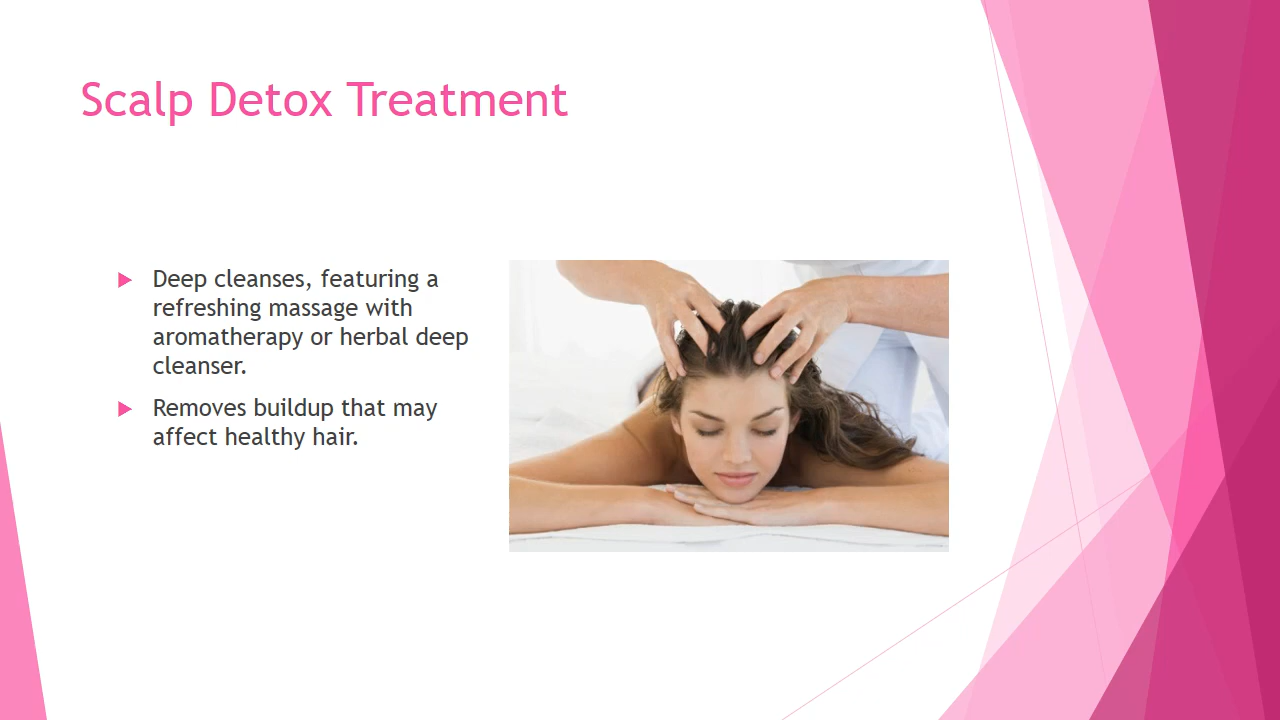 Scalp Detox Treatment
Deep cleanses, featuring a
refreshing massage with
aromatherapy or herbal deep
cleanser.
Removes buildup that may
affect healthy hair.